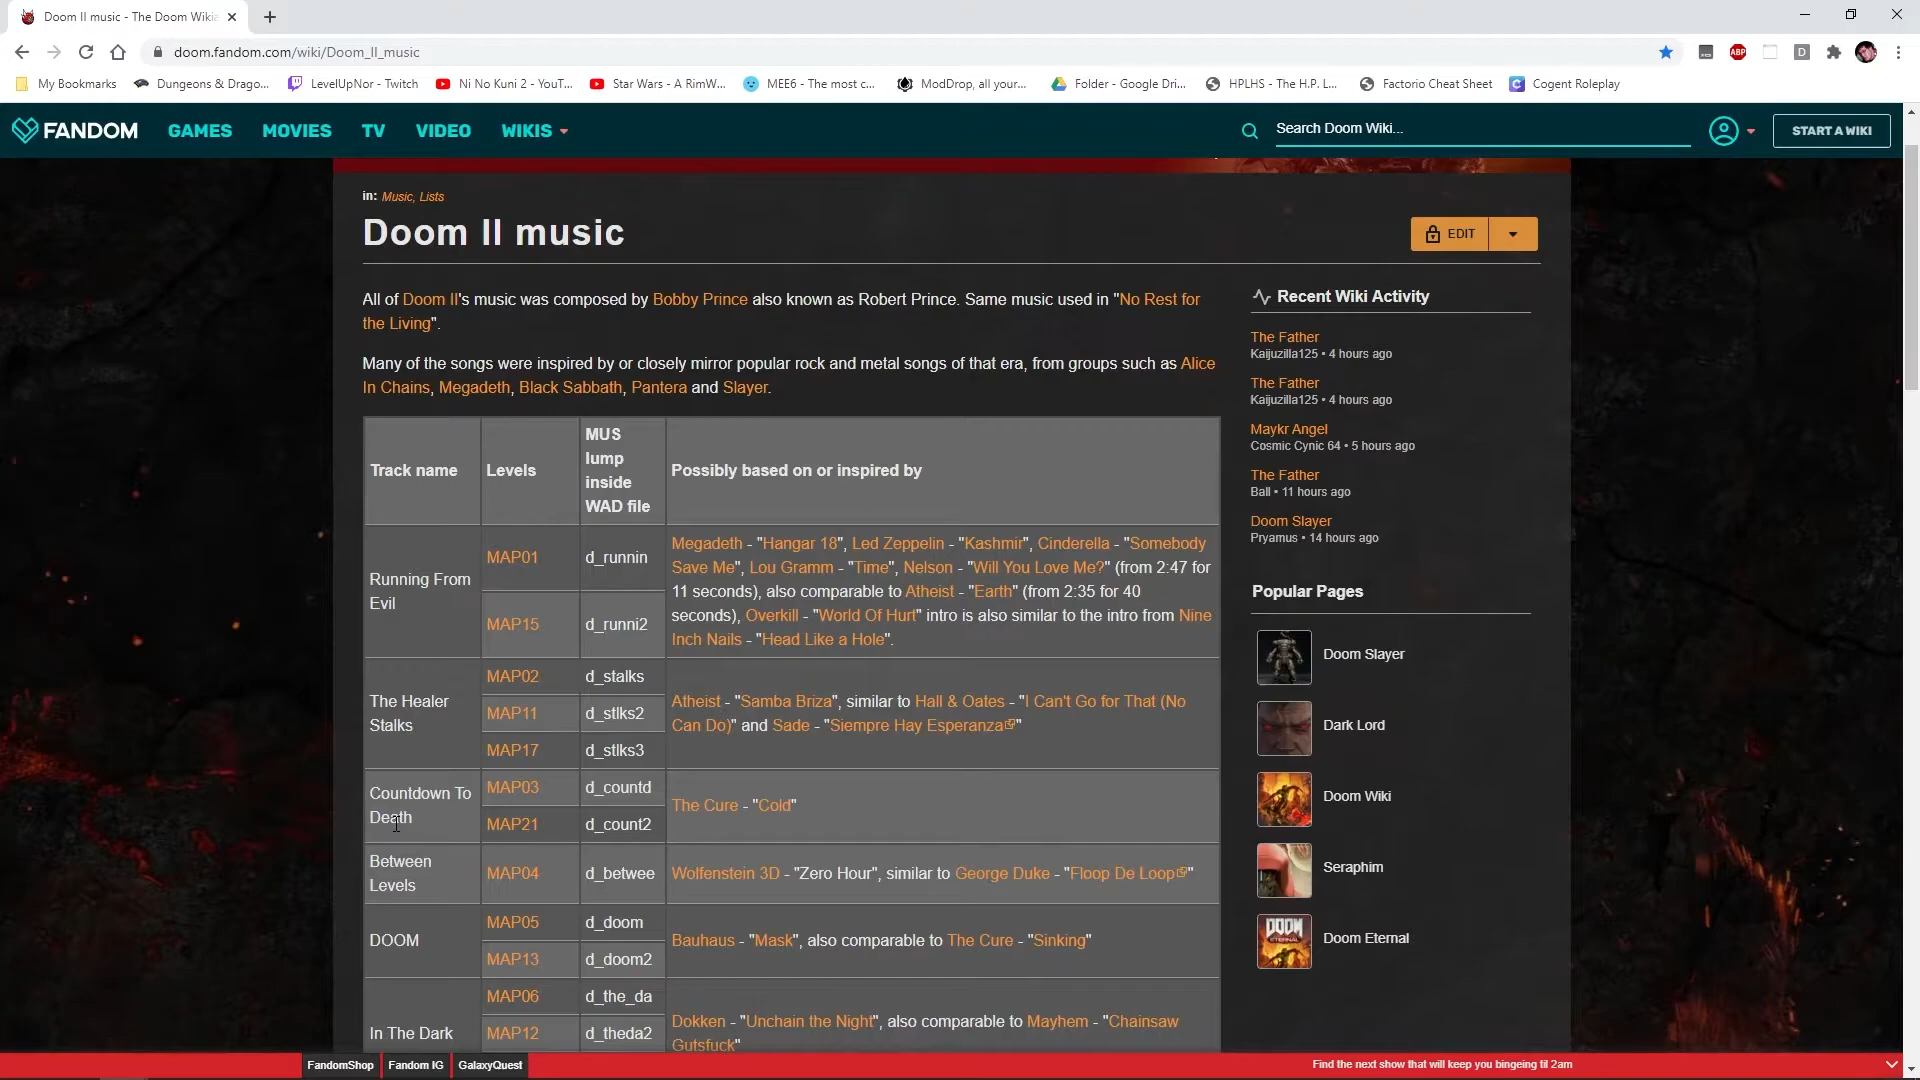 Doom II music - The Doom Wiki
doom.fandom.com/wiki/Doom_II_music
ABP
D
My Bookmarks
Dungeons & Drago...
LevelUpNor - Twitch
Ni No Kuni 2 - YouT...
Star Wars - A RimW...
MEE6 - The most c...
ModDrop, all your...
Folder - Google Dri...
HPLHS - The H.P. L...
Factorio Cheat Sheet
Cogent Roleplay
FANDOM
GAMES
MOVIES
TV
VIDEO
WIKIS
Search Doom Wiki...
START A WIKI
in: Music, Lists
Doom II music
EDIT
All of Doom II's music was composed by Bobby Prince also known as Robert Prince. Same music used in "No Rest for
the Living".
Many of the songs were inspired by or closely mirror popular rock and metal songs of that era, from groups such as Alice
In Chains, Megadeth, Black Sabbath, Pantera and Slayer.
Track name
Levels
MUS
lump
inside
WAD file
Possibly based on or inspired by
Running From
Evil
MAP01
d_runnin
MAP15
d_runni2
Megadeth - "Hangar 18", Led Zeppelin - "Kashmir", Cinderella - "Somebody
Save Me", Lou Gramm - "Time", Nelson - "Will You Love Me?" (from 2:47 for
11 seconds), also comparable to Atheist - "Earth" (from 2:35 for 40
seconds), Overkill - "World Of Hurt" intro is also similar to the intro from Nine
Inch Nails - "Head Like a Hole".
The Healer
Stalks
MAP02
d_stalks
MAP11
d_stlks2
MAP17
d_stlks3
Atheist - "Samba Briza", similar to Hall & Oates - "I Can't Go for That (No
Can Do)" and Sade - "Siempre Hay Esperanza"
Countdown To
Death
MAP03
d_countd
MAP21
d_count2
The Cure - "Cold"
Between
Levels
MAP04
d_betwee
Wolfenstein 3D - "Zero Hour", similar to George Duke - "Floop De Loop"
DOOM
MAP05
d_doom
MAP13
d_doom2
Bauhaus - "Mask", also comparable to The Cure - "Sinking"
In The Dark
MAP06
d_the_da
MAP12
d_theda2
Dokken - "Unchain the Night", also comparable to Mayhem - "Chainsaw
Gutsfuck"
Recent Wiki Activity
The Father
Kaijuzilla125 • 4 hours ago
The Father
Kaijuzilla125 • 4 hours ago
Maykr Angel
Cosmic Cynic 64 • 5 hours ago
The Father
Ball • 11 hours ago
Doom Slayer
Pryamus • 14 hours ago
Popular Pages
Doom Slayer
Dark Lord
Doom Wiki
Seraphim
DOOM
ETERNAL
Doom Eternal
FandomShop
Fandom IG
GalaxyQuest
Find the next show that will keep you bingeing til 2am